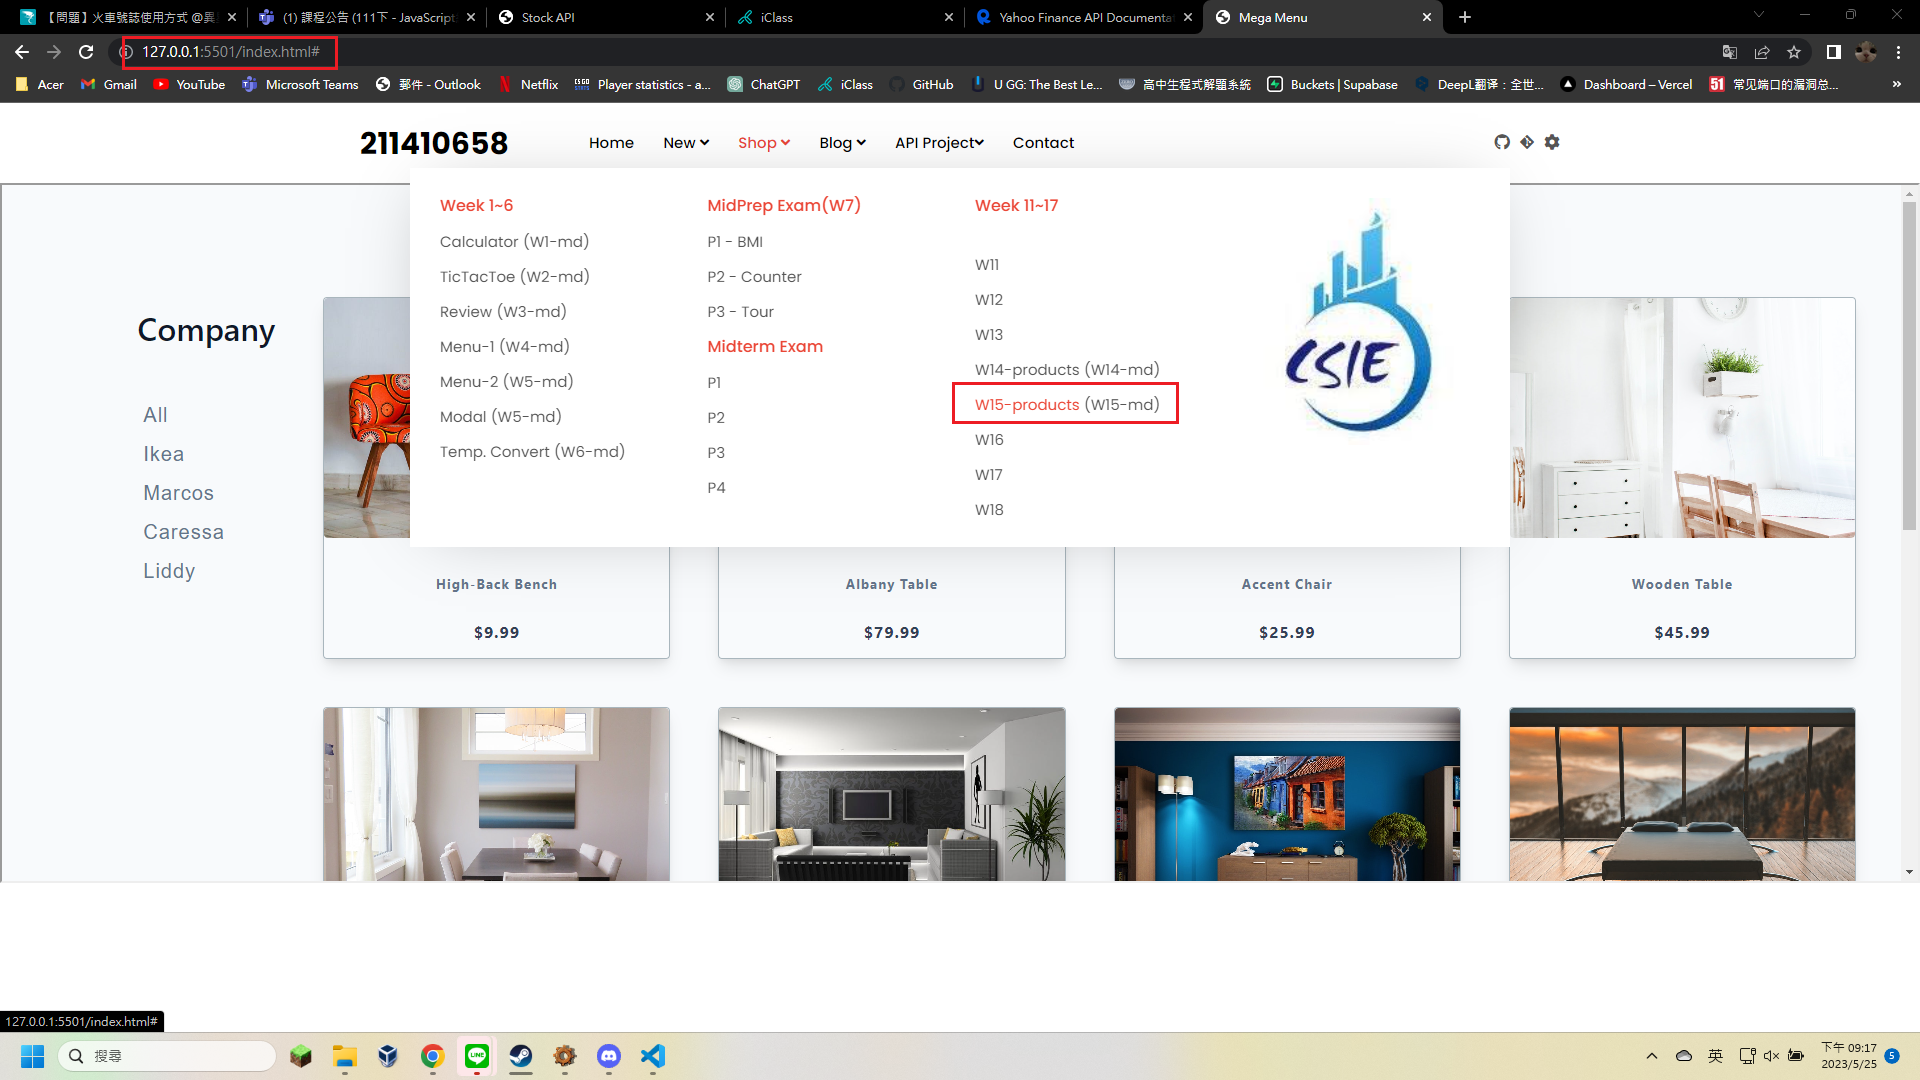 【問題】火車號誌使用方式 @異
(1) 課程公告 (111下 - JavaScript
Stock API
iClass
Yahoo Finance API Documenta
Mega Menu
127.0.0.1:5501/index.html#
Acer
Gmail
YouTube
Microsoft Teams
郵件 - Outlook
Netflix
Player statistics - a...
ChatGPT
iClass
GitHub
U GG: The Best Le...
高中生程式解題系統
Buckets | Supabase
DeepL翻译：全世...
Dashboard – Vercel
51
常见端口的漏洞总...
»
211410658
Home
New
Shop
Blog
API Project
Contact
Week 1~6
Calculator (W1-md)
TicTacToe (W2-md)
Review (W3-md)
Menu-1 (W4-md)
Menu-2 (W5-md)
Modal (W5-md)
Temp. Convert (W6-md)
MidPrep Exam(W7)
P1 - BMI
P2 - Counter
P3 - Tour
Midterm Exam
P1
P2
P3
P4
Week 11~17
W11
W12
W13
W14-products (W14-md)
W15-products (W15-md)
W16
W17
W18
CSIE
Company
All
Ikea
Marcos
Caressa
Liddy
High-Back Bench
$9.99
Albany Table
$79.99
Accent Chair
$25.99
Wooden Table
$45.99
127.0.0.1:5501/index.html#
搜尋
LINE
英
下午 09:17
2023/5/25
5